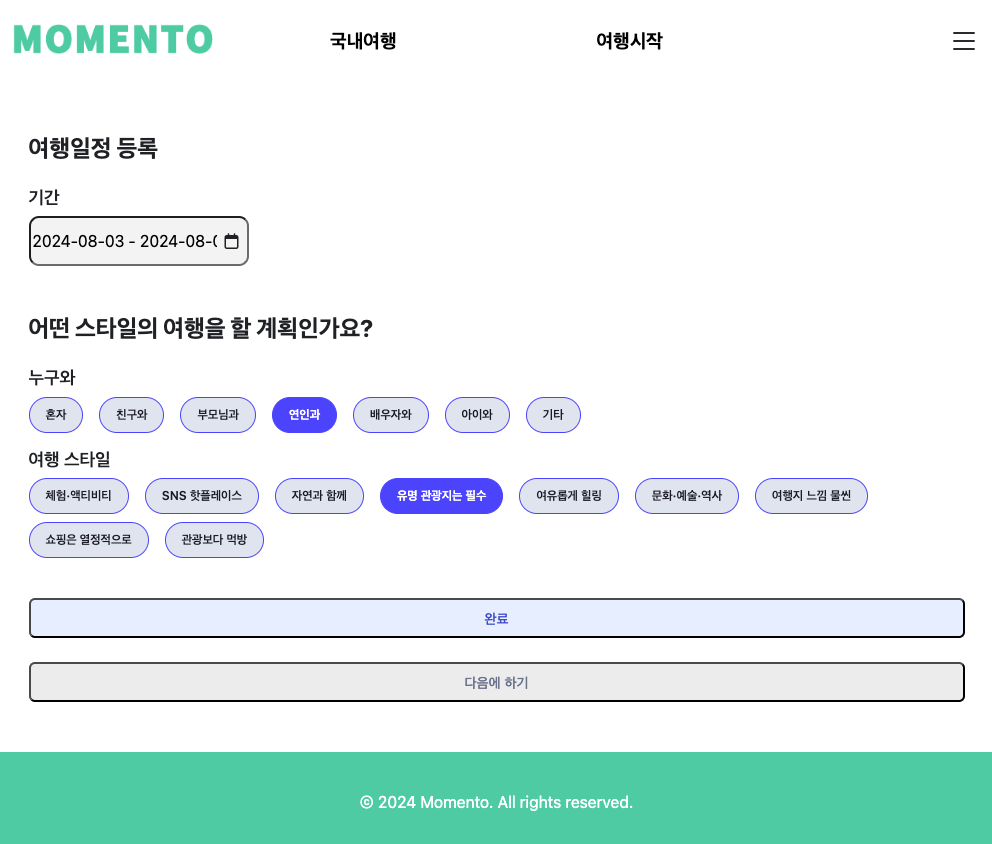 MOMENTO 국내여행 여행시작
여행일정 등록
기간
2024-08-03 - 2024-08-
어떤 스타일의 여행을 할 계획인가요?
누구와
혼자 친구와 부모님과 연인과 배우자와 아이와 기타
여행 스타일
체험·액티비티 SNS 핫플레이스 자연과 함께 유명 관광지는 필수 여유롭게 힐링 문화·예술·역사 여행지 느낌 물씬
쇼핑은 열정적으로 관광보다 먹방
완료
다음에 하기
© 2024 Momento. All rights reserved.